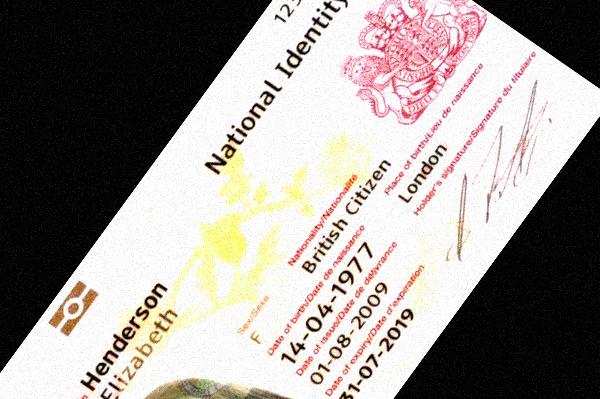 National Identity
Henderson
Elizabeth
Nationality/Nationalité
British Citizen
Sex/Sexe
F
Date of birth/Date de naissance
14-04-1977
Date of issue/Date de délivrance
01-08-2009
Date of expiry/Date d'expiration
31-07-2019
Place of birth/Lieu de naissance
London
Holder's signature/Signature du titulaire